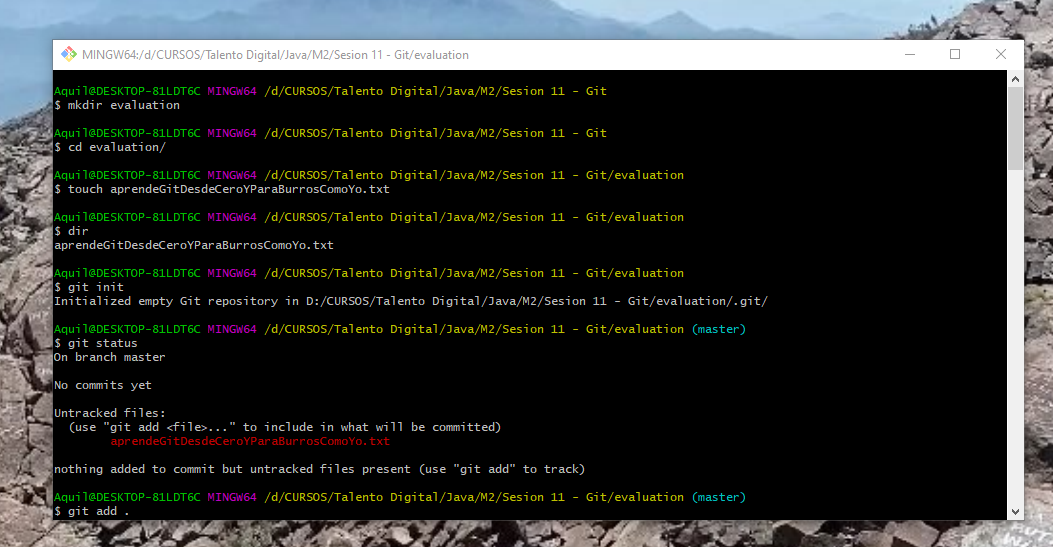 MINGW64:/d/CURSOS/Talento Digital/Java/M2/Sesion 11 - Git/evaluation
Aquil@DESKTOP-81LDT6C MINGW64 /d/CURSOS/Talento Digital/Java/M2/Sesion 11 - Git
$ mkdir evaluation
Aquil@DESKTOP-81LDT6C MINGW64 /d/CURSOS/Talento Digital/Java/M2/Sesion 11 - Git
$ cd evaluation/
Aquil@DESKTOP-81LDT6C MINGW64 /d/CURSOS/Talento Digital/Java/M2/Sesion 11 - Git/evaluation
$ touch aprendeGitDesdeCeroYParaBurrosComoYo.txt
Aquil@DESKTOP-81LDT6C MINGW64 /d/CURSOS/Talento Digital/Java/M2/Sesion 11 - Git/evaluation
$ dir
aprendeGitDesdeCeroYParaBurrosComoYo.txt
Aquil@DESKTOP-81LDT6C MINGW64 /d/CURSOS/Talento Digital/Java/M2/Sesion 11 - Git/evaluation
$ git init
Initialized empty Git repository in D:/CURSOS/Talento Digital/Java/M2/Sesion 11 - Git/evaluation/.git/
Aquil@DESKTOP-81LDT6C MINGW64 /d/CURSOS/Talento Digital/Java/M2/Sesion 11 - Git/evaluation (master)
$ git status
On branch master
No commits yet
Untracked files:
(use "git add <file>..." to include in what will be committed)
aprendeGitDesdeCeroYParaBurrosComoYo.txt
nothing added to commit but untracked files present (use "git add" to track)
Aquil@DESKTOP-81LDT6C MINGW64 /d/CURSOS/Talento Digital/Java/M2/Sesion 11 - Git/evaluation (master)
$ git add .